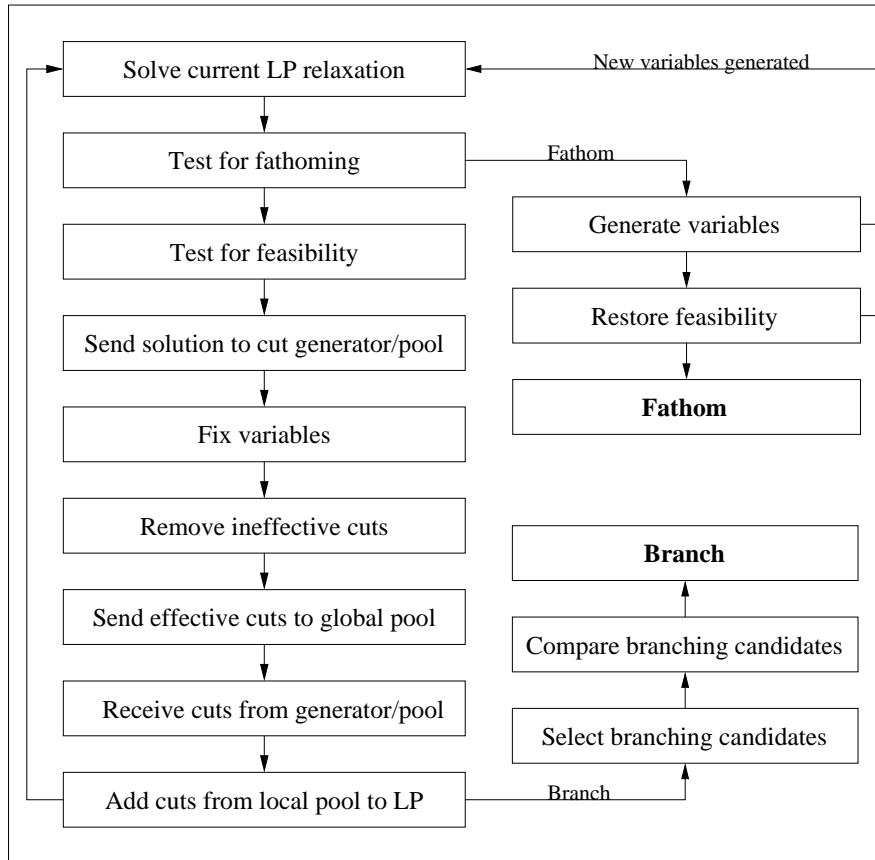 Solve current LP relaxation
New variables generated
Test for fathoming
Fathom
Generate variables
Test for feasibility
Restore feasibility
Send solution to cut generator/pool
Fathom
Fix variables
Remove ineffective cuts
Branch
Send effective cuts to global pool
Compare branching candidates
Receive cuts from generator/pool
Select branching candidates
Add cuts from local pool to LP
Branch